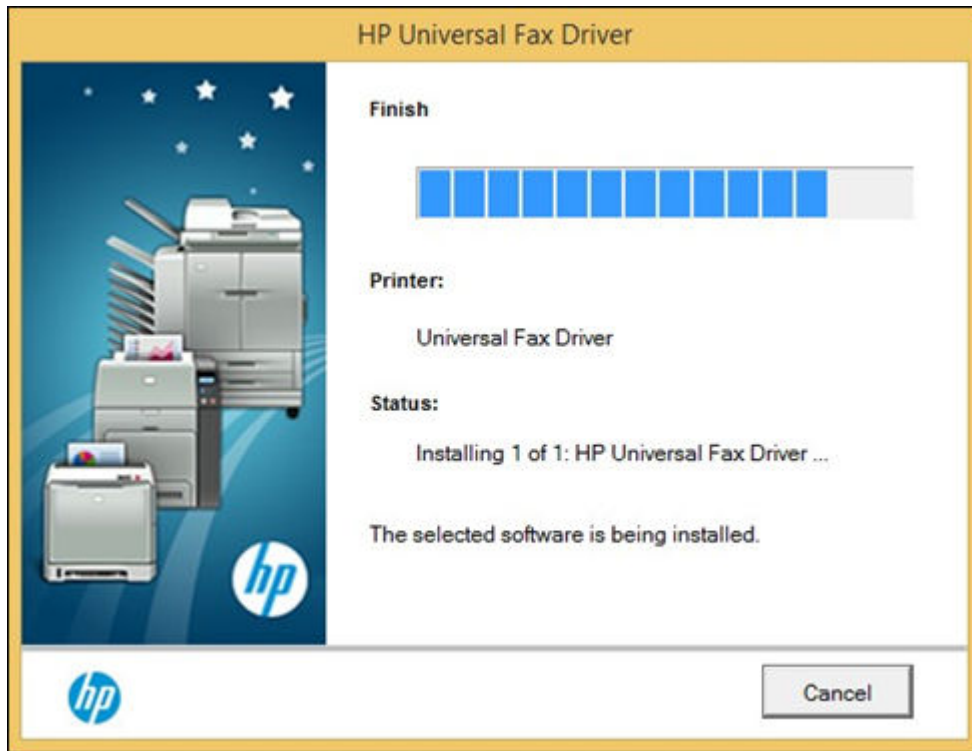 HP Universal Fax Driver
Finish
Printer:
Universal Fax Driver
Status:
Installing 1 of 1: HP Universal Fax Driver ...
The selected software is being installed.
hp
hp
Cancel